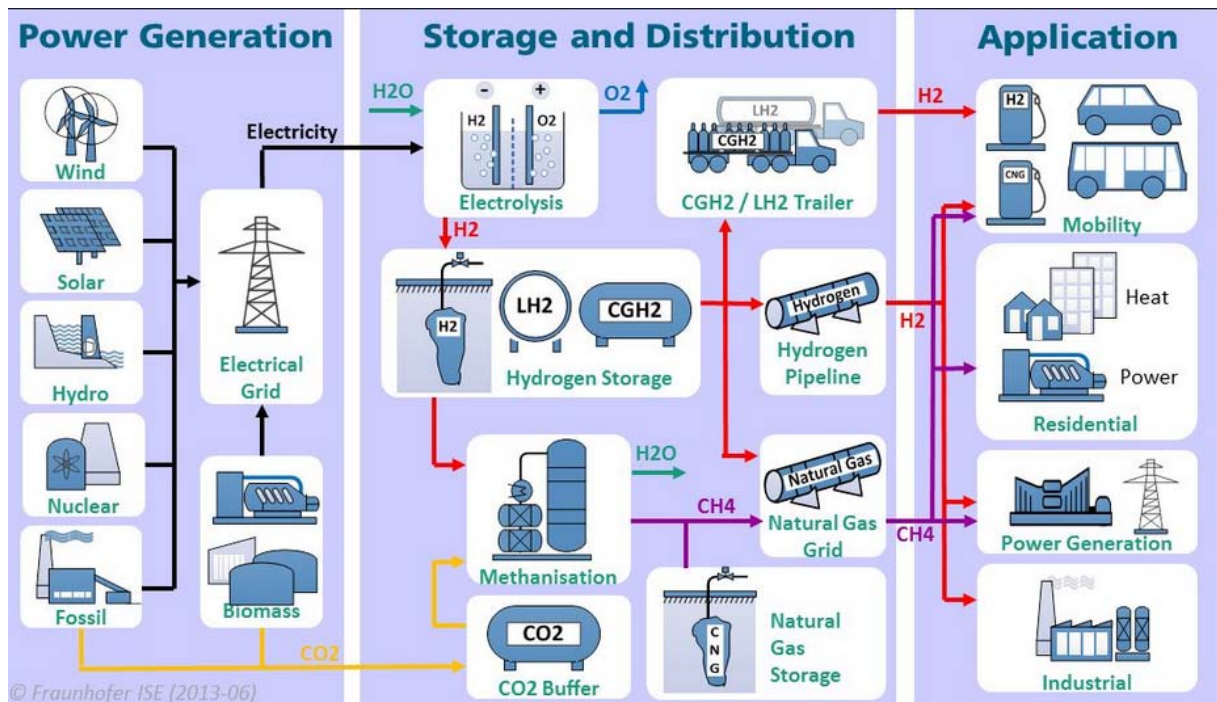 Power Generation
Storage and Distribution
Application
Wind
Solar
Hydro
Nuclear
Fossil
Electricity
Electrical
Grid
Biomass
CO2
© Fraunhofer ISE (2013-06)
H2O
- +
H2 O2
Electrolysis
O2
LH2
CGH2
CGH2 / LH2 Trailer
H2
H2
LH2
CGH2
Hydrogen Storage
Hydrogen
Hydrogen
Pipeline
H2
Methanisation
H2O
CH4
Natural Gas
Natural Gas
Grid
CH4
CO2
CO2 Buffer
C
N
G
Natural
Gas
Storage
H2
H2
CNG
Mobility
Heat
Power
Residential
Power Generation
Industrial